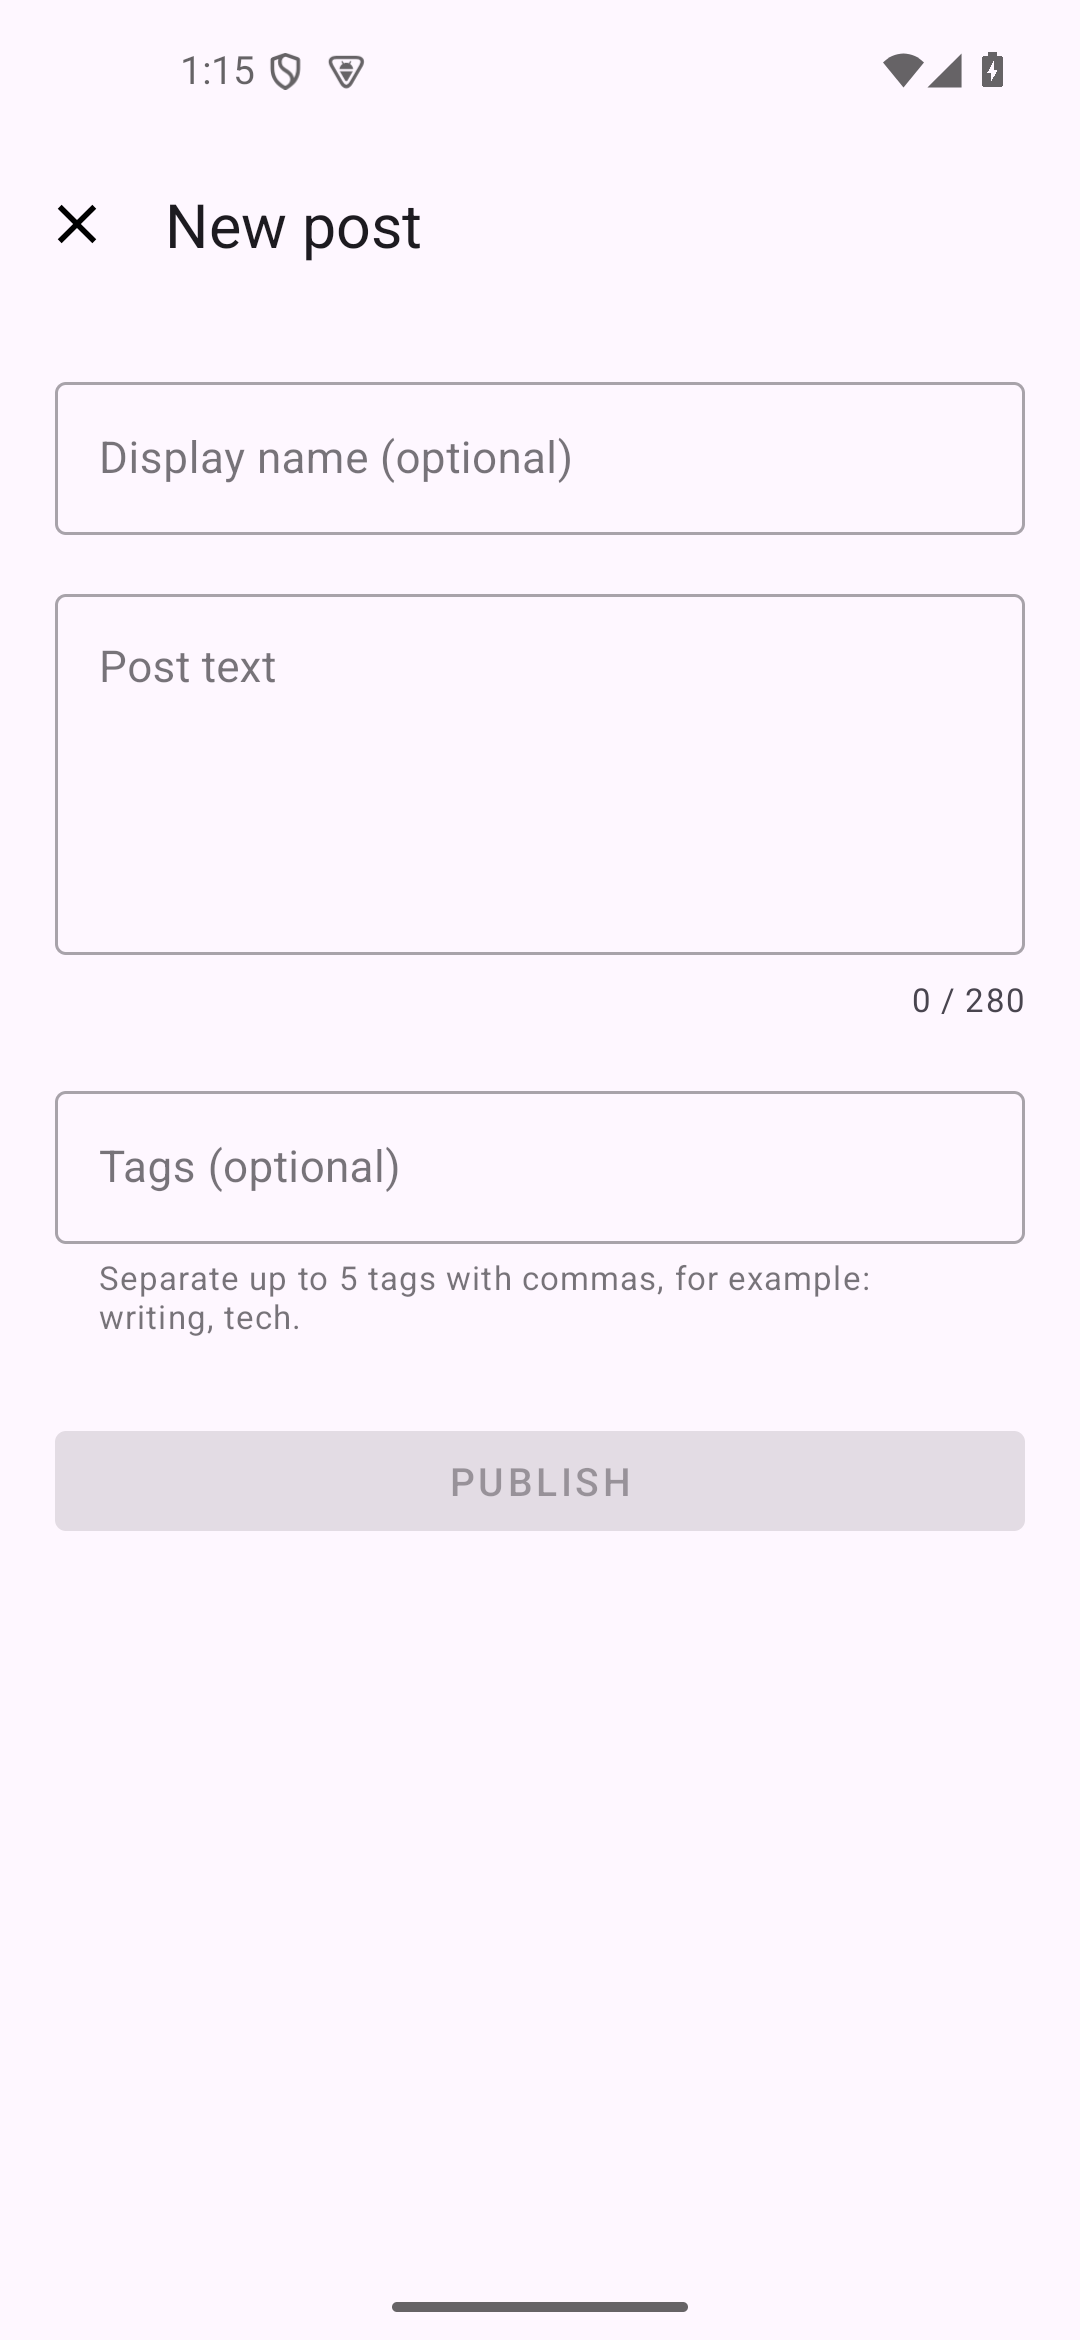 1:15
New post
Display name (optional)
Post text
0 / 280
Tags (optional)
Separate up to 5 tags with commas, for example:
writing, tech.
PUBLISH